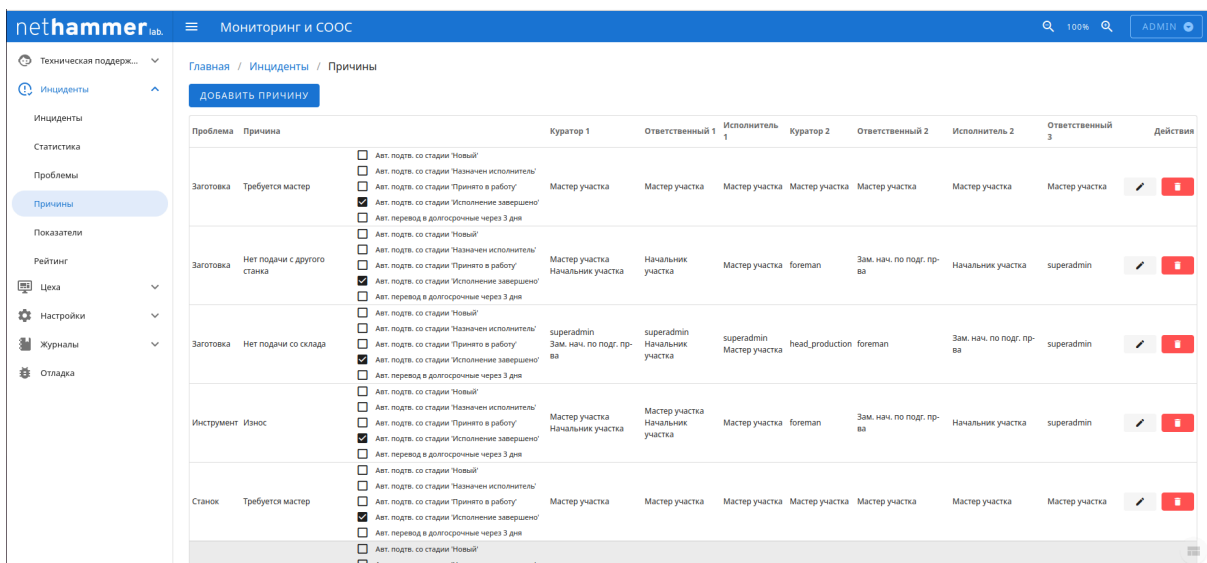 nethammer lab.
Мониторинг и СООС
100%
ADMIN
Техническая поддерж...
Инциденты
Инциденты
Статистика
Проблемы
Причины
Показатели
Рейтинг
Цеха
Настройки
Журналы
Отладка
Главная / Инциденты / Причины
ДОБАВИТЬ ПРИЧИНУ
Проблема Причина Куратор 1 Ответственный 1 Исполнитель 1 Куратор 2 Ответственный 2 Исполнитель 2 Ответственный 3 Действия
Заготовка Требуется мастер
Авт. подтв. со стадии 'Новый'
Авт. подтв. со стадии 'Назначен исполнитель'
Авт. подтв. со стадии 'Принято в работу'
Авт. подтв. со стадии 'Исполнение завершено'
Авт. перевод в долгосрочные через 3 дня
Мастер участка Мастер участка Мастер участка Мастер участка Мастер участка Мастер участка Мастер участка
Заготовка Нет подачи с другого
станка
Авт. подтв. со стадии 'Новый'
Авт. подтв. со стадии 'Назначен исполнитель'
Авт. подтв. со стадии 'Принято в работу'
Авт. подтв. со стадии 'Исполнение завершено'
Авт. перевод в долгосрочные через 3 дня
Мастер участка
Начальник участка
Начальник
участка
Мастер участка
foreman
Зам. нач. по подг. пр-
ва
Начальник участка
superadmin
Заготовка Нет подачи со склада
Авт. подтв. со стадии 'Новый'
Авт. подтв. со стадии 'Назначен исполнитель'
Авт. подтв. со стадии 'Принято в работу'
Авт. подтв. со стадии 'Исполнение завершено'
Авт. перевод в долгосрочные через 3 дня
superadmin
Зам. нач. по подг. пр-
ва
superadmin
Начальник
участка
superadmin
Мастер участка
head_production
foreman
Зам. нач. по подг. пр-
ва
superadmin
Инструмент Износ
Авт. подтв. со стадии 'Новый'
Авт. подтв. со стадии 'Назначен исполнитель'
Авт. подтв. со стадии 'Принято в работу'
Авт. подтв. со стадии 'Исполнение завершено'
Авт. перевод в долгосрочные через 3 дня
Мастер участка
Начальник участка
Мастер участка
Начальник
участка
Мастер участка
foreman
Зам. нач. по подг. пр-
ва
Начальник участка
superadmin
Станок Требуется мастер
Авт. подтв. со стадии 'Новый'
Авт. подтв. со стадии 'Назначен исполнитель'
Авт. подтв. со стадии 'Принято в работу'
Авт. подтв. со стадии 'Исполнение завершено'
Авт. перевод в долгосрочные через 3 дня
Мастер участка Мастер участка Мастер участка Мастер участка Мастер участка Мастер участка Мастер участка
Авт. подтв. со стадии 'Новый'